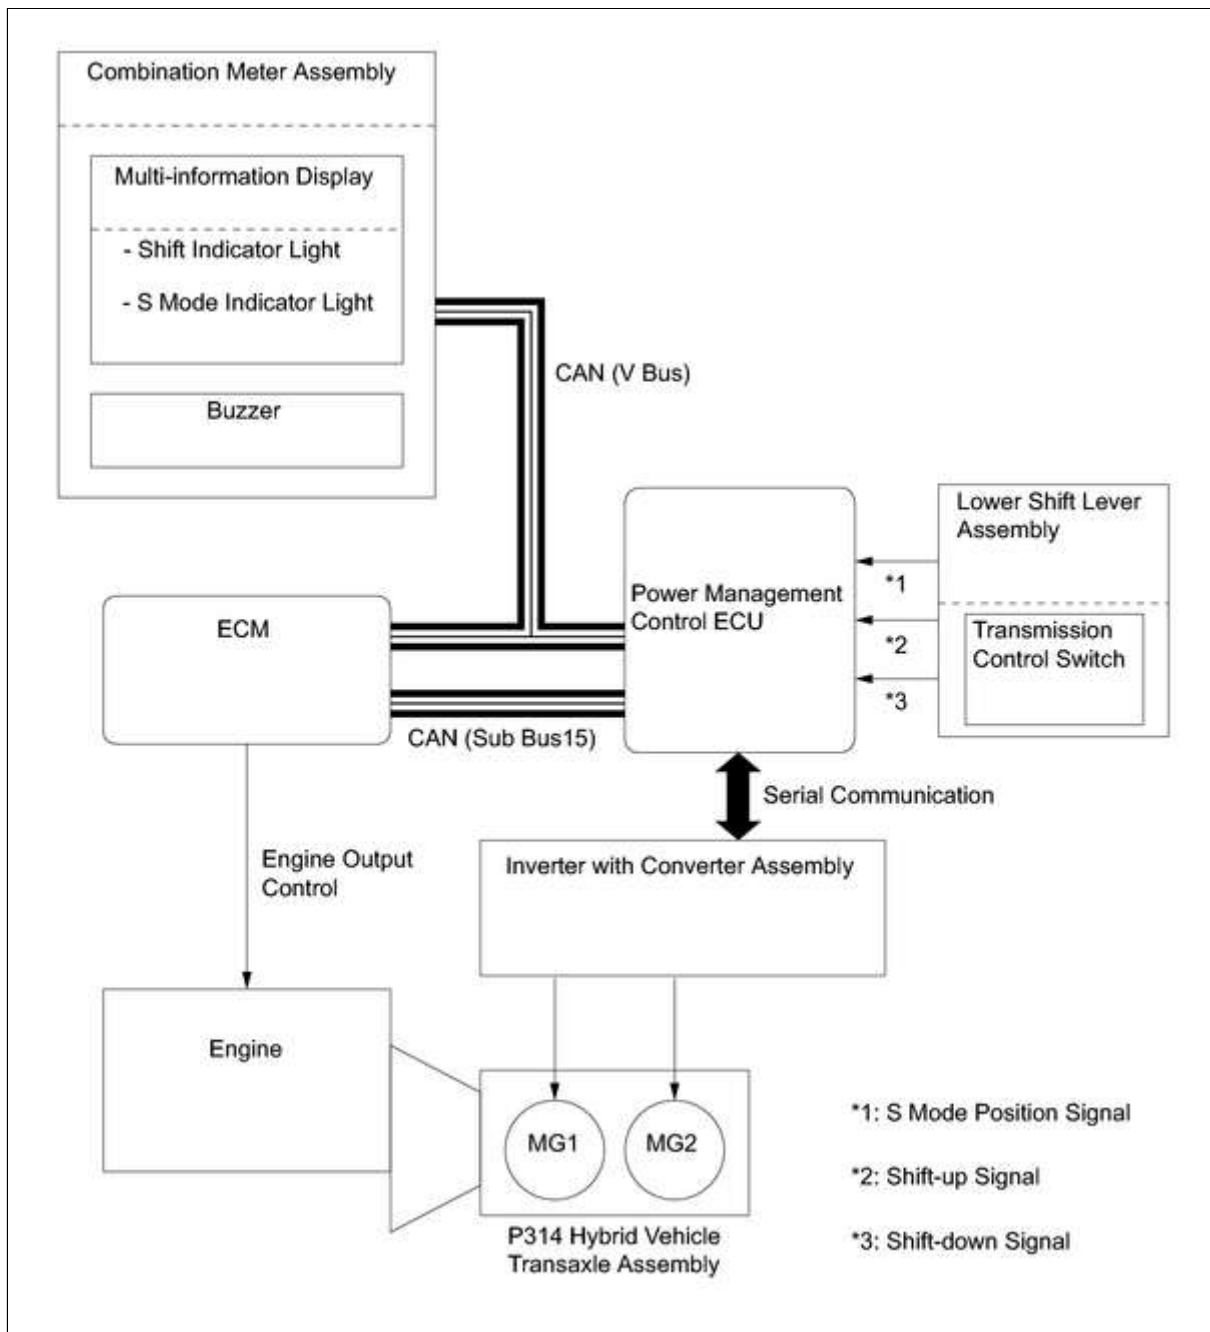 Combination Meter Assembly
Multi-information Display
- Shift Indicator Light
- S Mode Indicator Light
Buzzer
CAN (V Bus)
Lower Shift Lever
Assembly
*1
Power Management
Control ECU
ECM
*2
Transmission
Control Switch
*3
CAN (Sub Bus15)
Serial Communication
Engine Output
Control
Inverter with Converter Assembly
Engine
MG1
MG2
P314 Hybrid Vehicle
Transaxle Assembly
*1: S Mode Position Signal
*2: Shift-up Signal
*3: Shift-down Signal